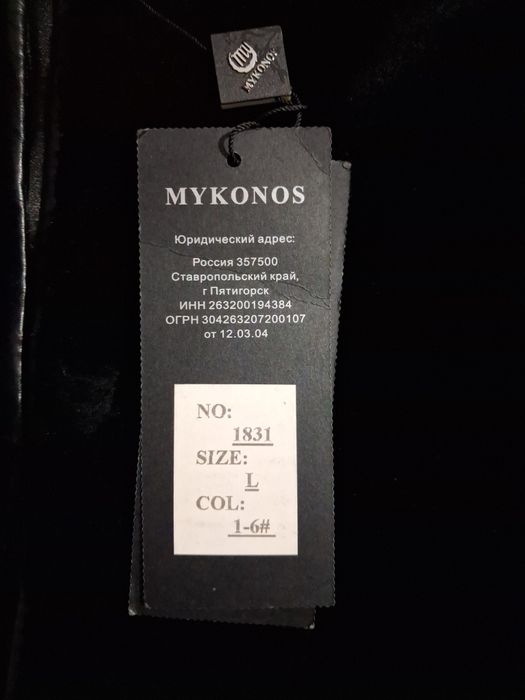 my
MYKONOS
MYKONOS
Юридический адрес:
Россия 357500
Ставропольский край,
г Пятигорск
ИНН 263200194384
ОГРН 304263207200107
от 12.03.04
NO:
1831
SIZE:
L
COL:
1-6#